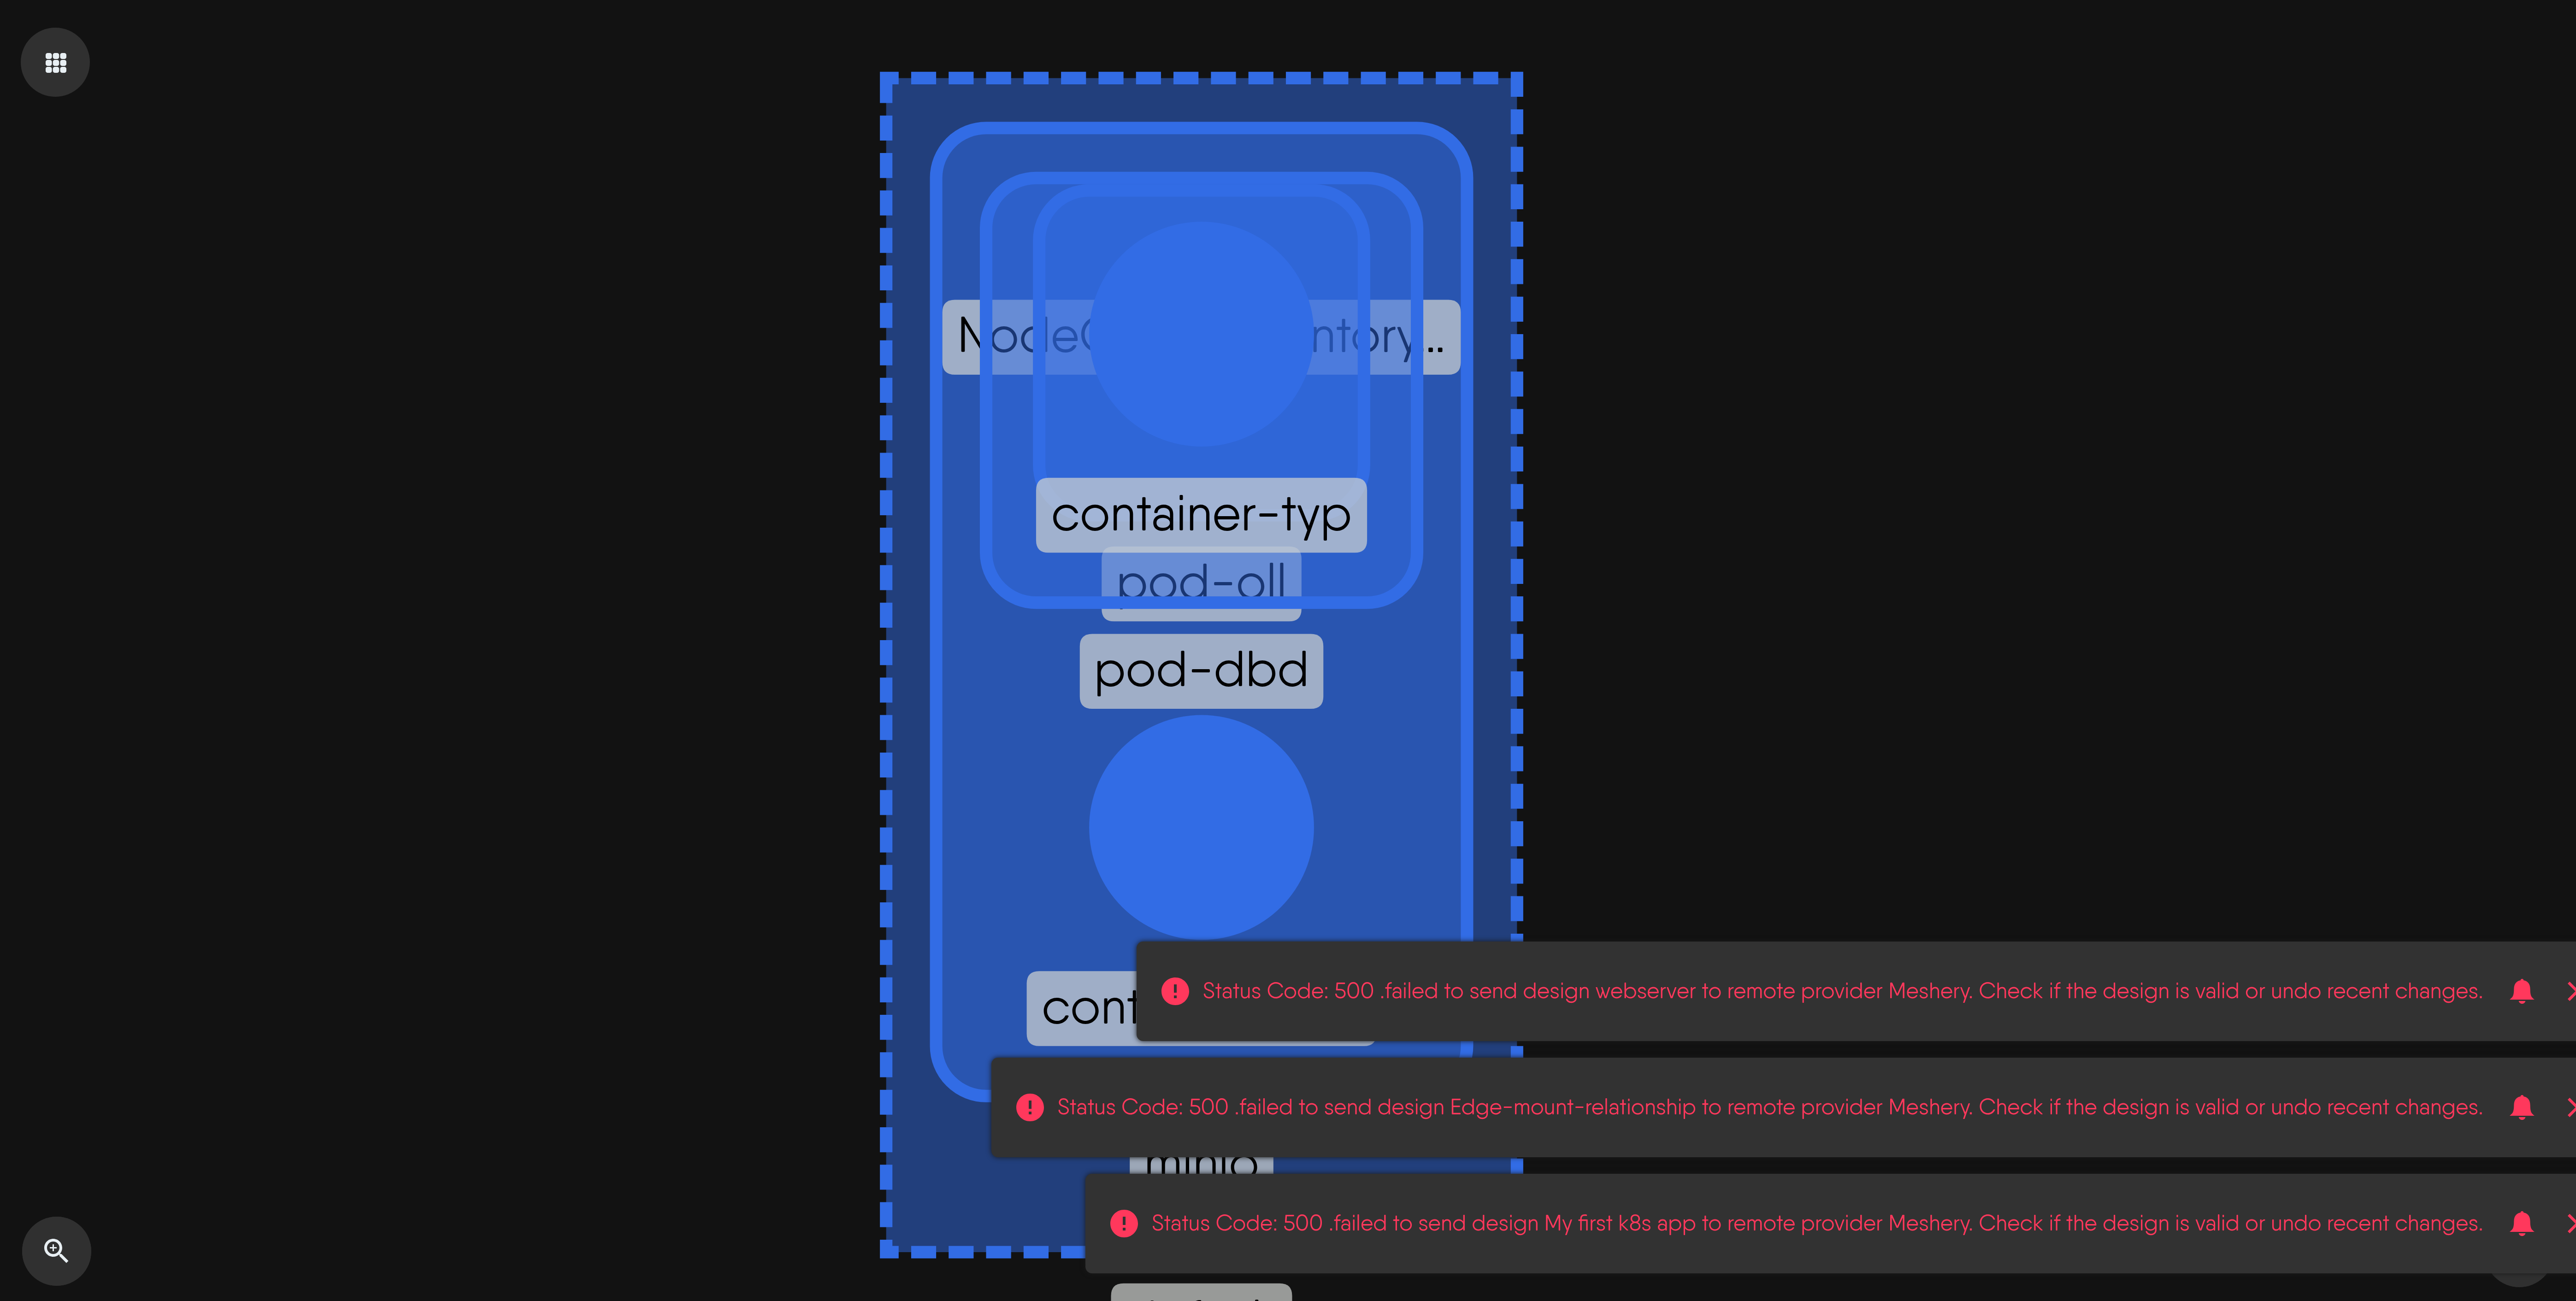 container-typ
pod-oll
pod-dbd
Status Code: 500 .failed to send design webserver to remote provider Meshery. Check if the design is valid or undo recent changes.
Status Code: 500 .failed to send design Edge-mount-relationship to remote provider Meshery. Check if the design is valid or undo recent changes.
minio
Status Code: 500 .failed to send design My first k8s app to remote provider Meshery. Check if the design is valid or undo recent changes.